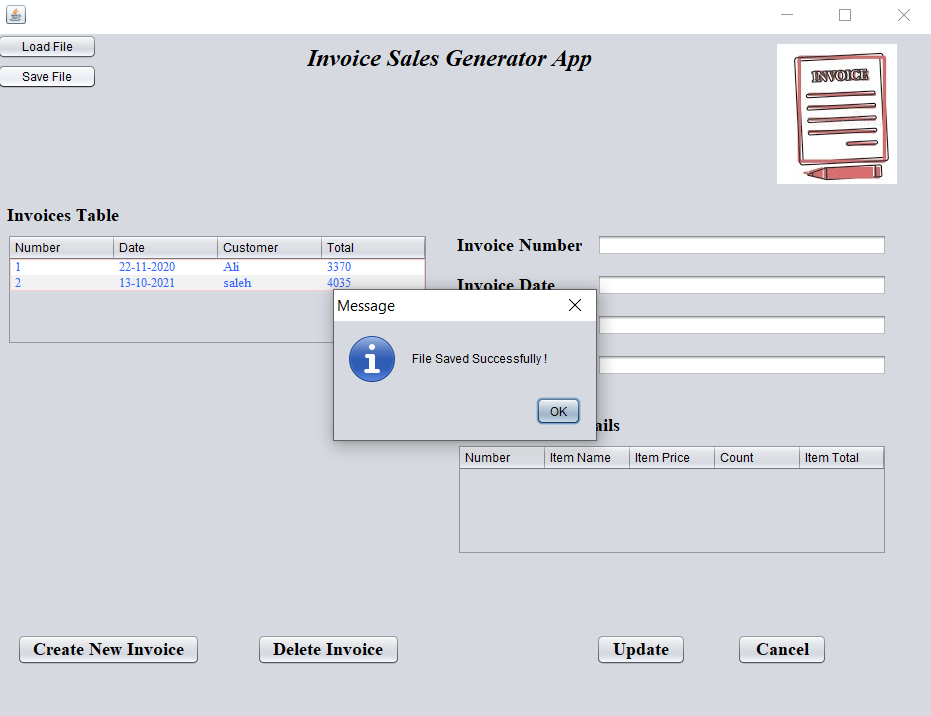 Load File
Save File
Invoice Sales Generator App
INVOICE
Invoices Table
Number Date Customer Total
1 22-11-2020 Ali 3370
2 13-10-2021 saleh 4035
Invoice Number
Invoice Date
Message
File Saved Successfully !
OK
ails
Number Item Name Item Price Count Item Total
Create New Invoice Delete Invoice Update Cancel